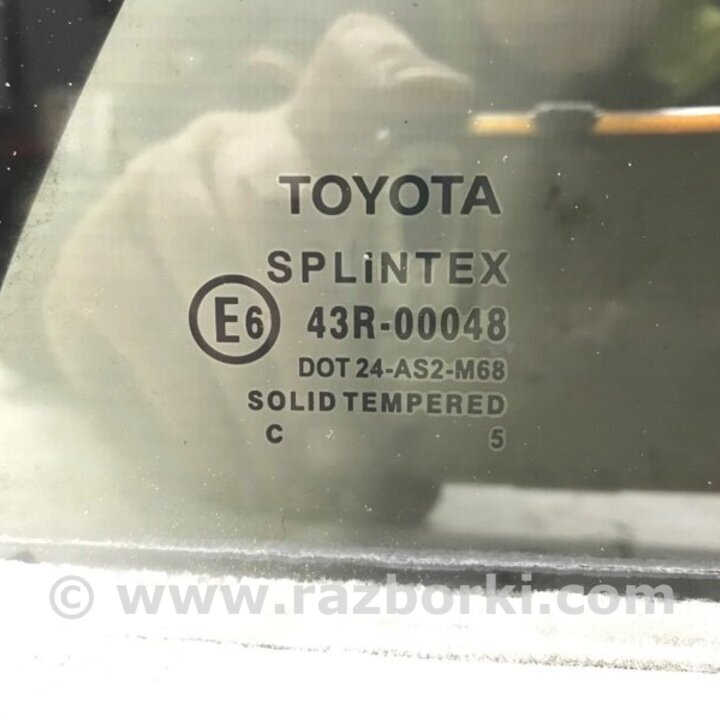 TOYOTA
SPLiNTEX
E6 43R-00048
DOT 24-AS2-M68
SOLID TEMPERED
C 5
© www.razborki.com